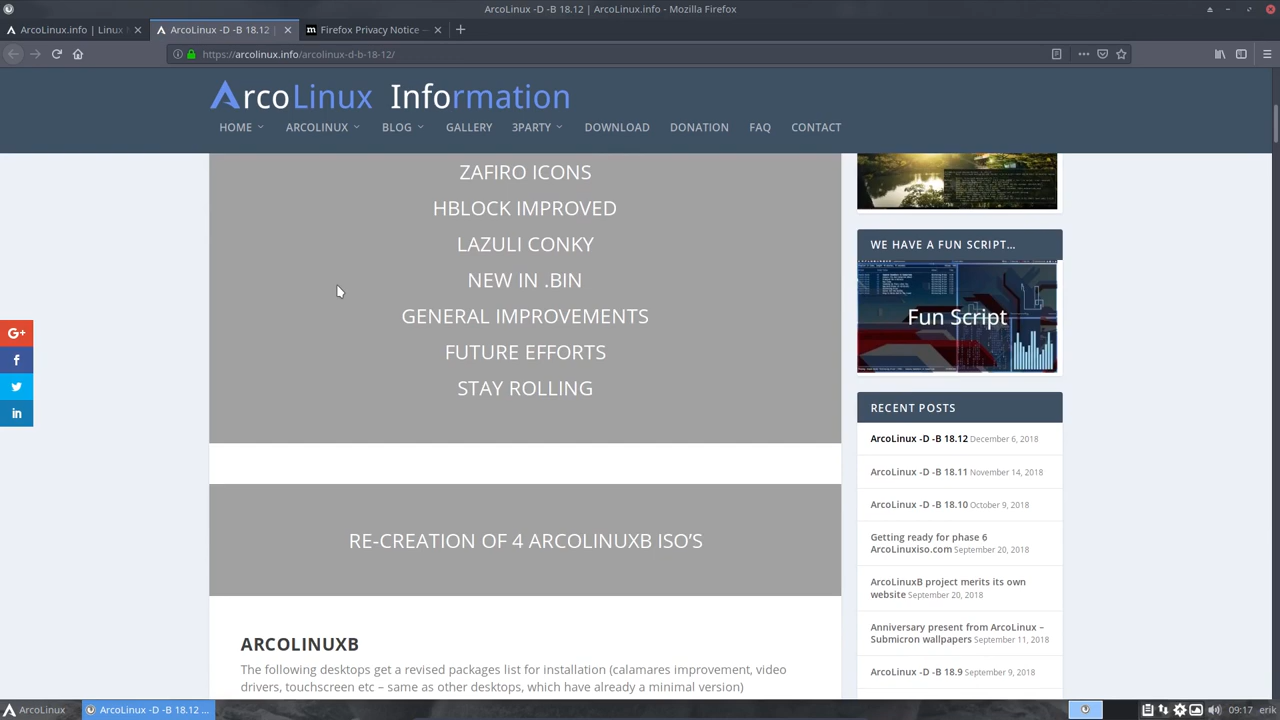 ArcoLinux -D -B 18.12 | ArcoLinux.info - Mozilla Firefox
ArcoLinux.info | Linux
ArcoLinux -D -B 18.12 |
Firefox Privacy Notice —
https://arcolinux.info/arcolinux-d-b-18-12/
ArcoLinux Information
HOME
ARCOLINUX
BLOG
GALLERY
3PARTY
DOWNLOAD
DONATION
FAQ
CONTACT
ZAFIRO ICONS
HBLOCK IMPROVED
LAZULI CONKY
NEW IN .BIN
GENERAL IMPROVEMENTS
FUTURE EFFORTS
STAY ROLLING
RE-CREATION OF 4 ARCOLINUXB ISO'S
ARCOLINUXB
The following desktops get a revised packages list for installation (calamares improvement, video
drivers, touchscreen etc – same as other desktops, which have already a minimal version)
WE HAVE A FUN SCRIPT…
Fun Script
RECENT POSTS
ArcoLinux -D -B 18.12 December 6, 2018
ArcoLinux -D -B 18.11 November 14, 2018
ArcoLinux -D -B 18.10 October 9, 2018
Getting ready for phase 6
ArcoLinuxiso.com September 20, 2018
ArcoLinuxB project merits its own
website September 20, 2018
Anniversary present from ArcoLinux –
Submicron wallpapers September 11, 2018
ArcoLinux -D -B 18.9 September 9, 2018
G+
f
in
ArcoLinux
ArcoLinux -D -B 18.12 ...
09:17
erik